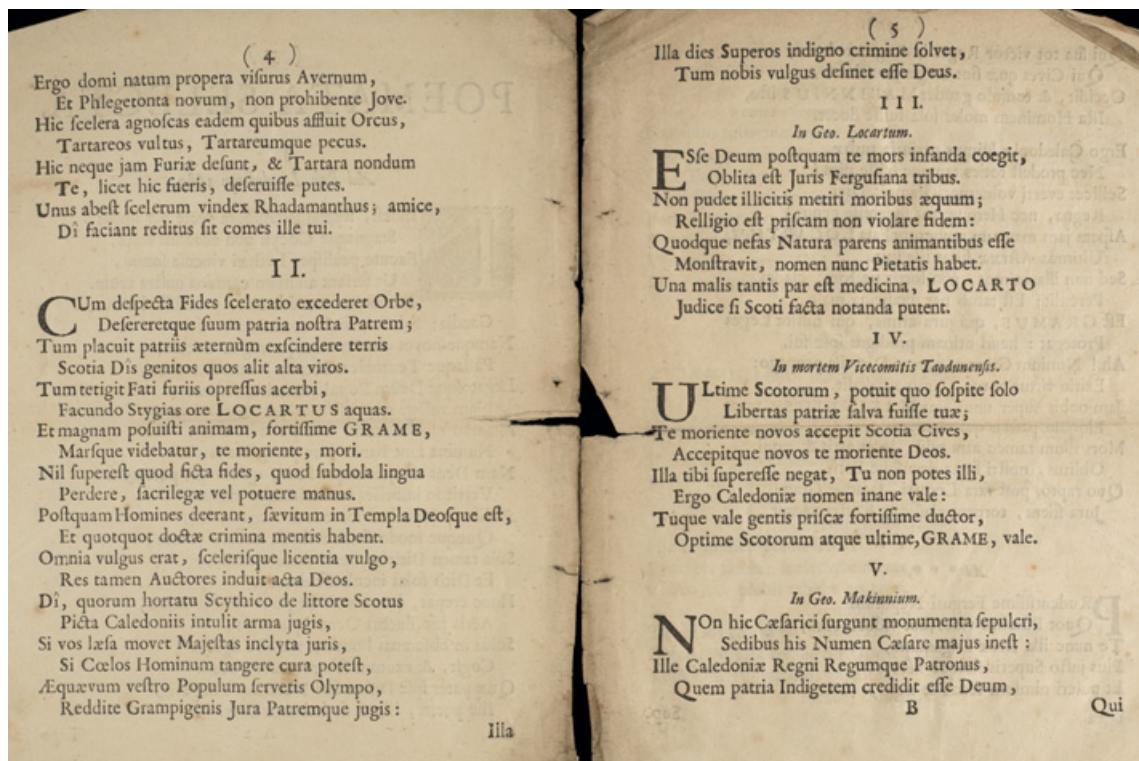 ( 4 )
Ergo domi natum propera viſurus Avernum,
Et Phlegetonta novum, non prohibente Jove.
Hic ſcelera agnoſcas eadem quibus affluit Orcus,
Tartareos vultus, Tartareumque pecus.
Hic neque jam Furiæ deſunt, & Tartara nondum
Te, licet hic fueris, deſeruiſſe putes.
Unus abeſt ſcelerum vindex Rhadamanthus; amice,
Dî faciant reditus ſit comes ille tui.
II.
CUm deſpecta Fides ſcelerato excederet Orbe,
Deſereretque ſuum patria noſtra Patrem;
Tum placuit patriis æternùm exſcindere terris
Scotia Dîs genitos quos alit alta viros.
Tum tetigit Fati furiis opreſſus acerbi,
Facundo Stygias ore LOCARTUS aquas.
Et magnam poſuiſti animam, fortiſſime GRAME,
Marſque videbatur, te moriente, mori.
Nil ſupereſt quod ficta fides, quod ſubdola lingua
Perdere, ſacrilegæ vel potuere manus.
Poſtquam Homines deerant, ſævitum in Templa Deoſque eſt,
Et quotquot doctæ crimina mentis habent.
Omnia vulgus erat, ſceleriſque licentia vulgo,
Res tamen Auctores induit acta Deos.
Dî, quorum hortatu Scythico de littore Scotus
Picta Caledoniis intulit arma jugis,
Si vos læſa movet Majeſtas inclyta juris,
Si Cœlos Hominum tangere cura poteſt,
Æquævum veſtro Populum ſervetis Olympo,
Reddite Grampigenis Jura Patremque jugis:
Illa
( 5 )
Illa dies Superos indigno crimine ſolvet,
Tum nobis vulgus deſinet eſſe Deus.
III.
In Geo. Locartum.
ESſe Deum poſtquam te mors infanda coegit,
Oblita eſt Juris Ferguſiana tribus.
Non pudet illicitis metiri moribus æquum;
Relligio eſt priſcam non violare fidem:
Quodque nefas Natura parens animantibus eſſe
Monſtravit, nomen nunc Pietatis habet.
Una malis tantis par eſt medicina, LOCARTO
Judice ſi Scoti facta notanda putent.
IV.
In mortem Vicecomitis Taodunenſis.
ULtime Scotorum, potuit quo ſoſpite ſolo
Libertas patriæ ſalva fuiſſe tuæ;
Te moriente novos accepit Scotia Cives,
Accepitque novos te moriente Deos.
Illa tibi ſupereſſe negat, Tu non potes illi,
Ergo Caledoniæ nomen inane vale:
Tuque vale gentis priſcæ fortiſſime ductor,
Optime Scotorum atque ultime, GRAME, vale.
V.
In Geo. Makinnium.
NOn hic Cæſarici ſurgunt monumenta ſepulcri,
Sedibus his Numen Cæſare majus ineſt:
Ille Caledoniæ Regni Regumque Patronus,
Quem patria Indigetem credidit eſſe Deum,
B
Qui